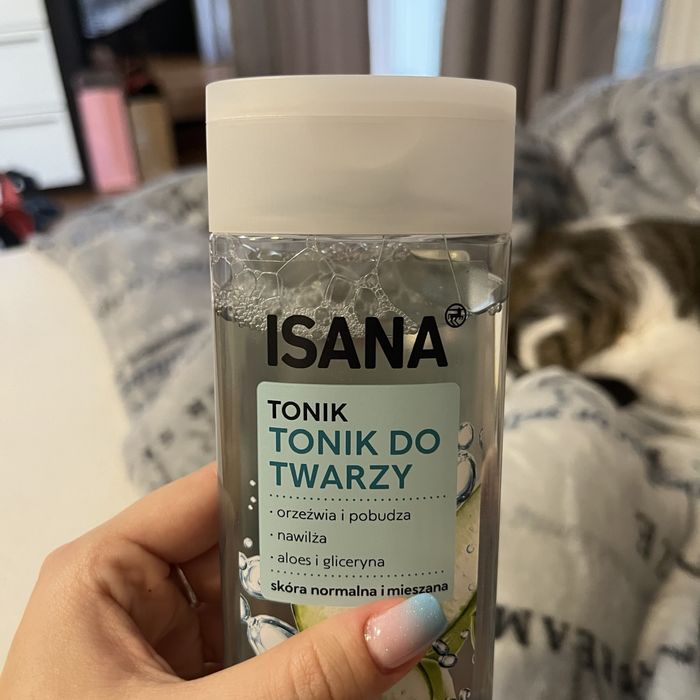 ISANA
TONIK
TONIK DO
TWARZY
· orzeźwia i pobudza
· nawilża
· aloes i gliceryna
skóra normalna i mieszana